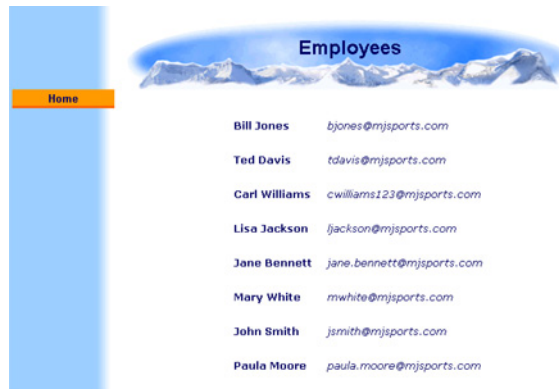 Employees
Home
Bill Jones bjones@mjsports.com
Ted Davis tdavis@mjsports.com
Carl Williams cwilliams123@mjsports.com
Lisa Jackson ljackson@mjsports.com
Jane Bennett jane.bennett@mjsports.com
Mary White mwhite@mjsports.com
John Smith jsmith@mjsports.com
Paula Moore paula.moore@mjsports.com